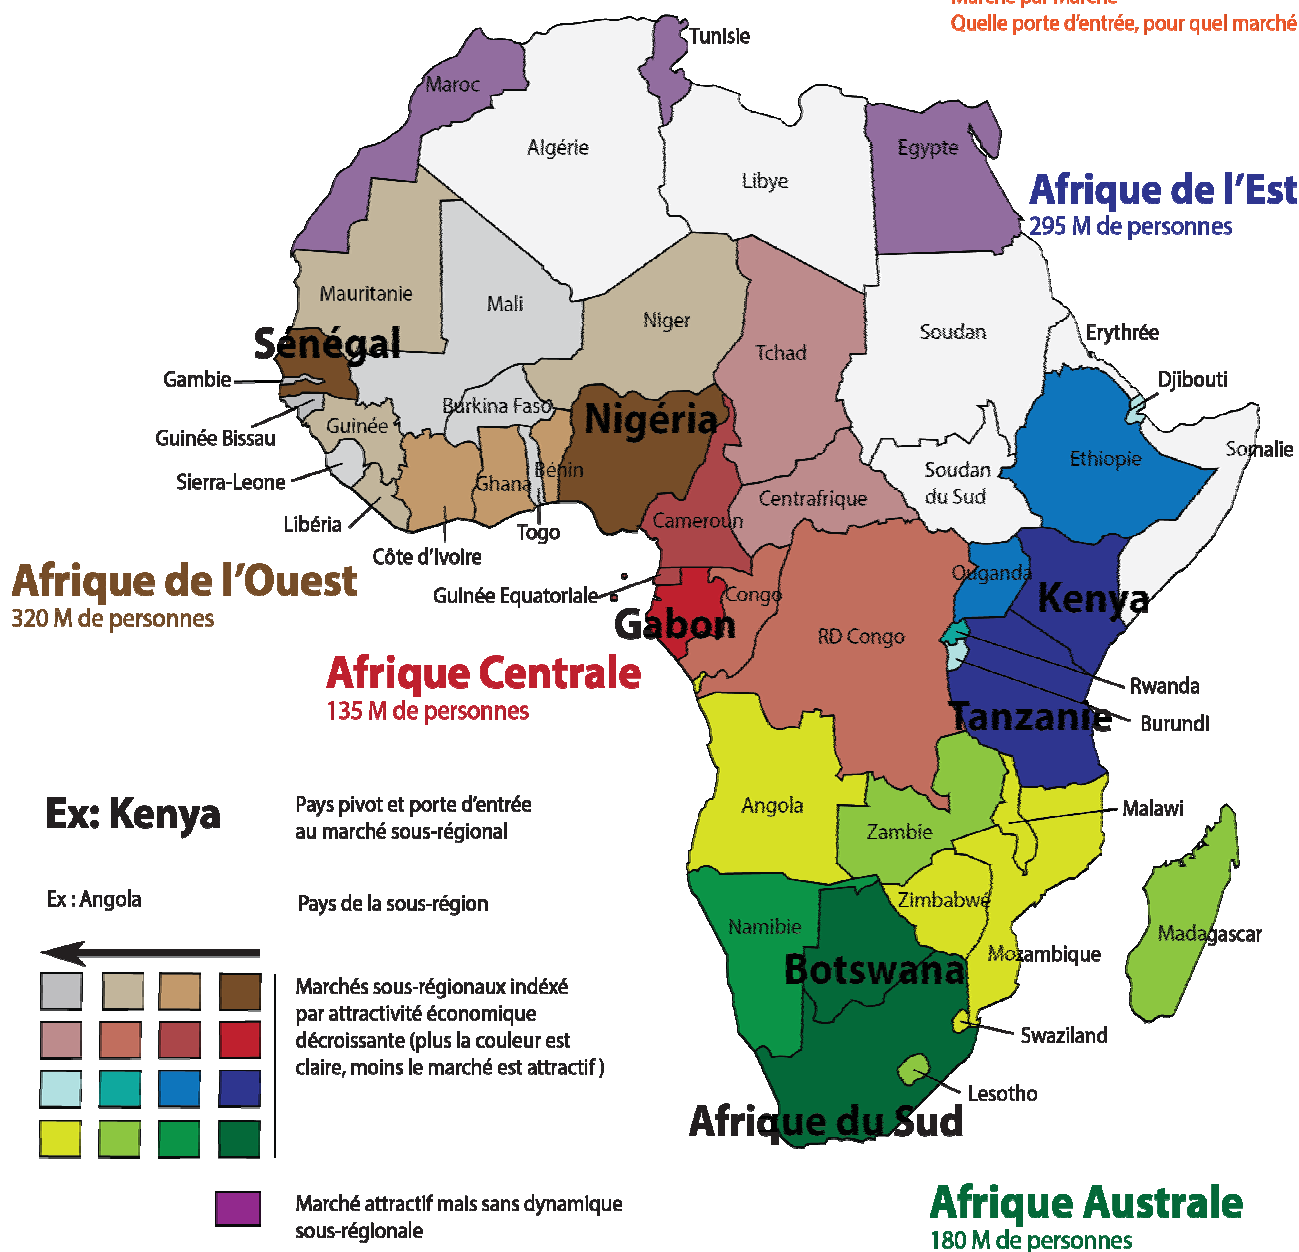 Marché par Marché
Quelle porte d'entrée, pour quel marché
Tunisie
Maroc
Algérie
Libye
Egypte
Afrique de l'Est
295 M de personnes
Mauritanie
Mali
Niger
Tchad
Soudan
Erythrée
Sénégal
Gambie
Djibouti
Burkina Faso
Nigéria
Guinée
Guinée Bissau
Somalie
Ethiopie
Soudan
du Sud
Bénin
Ghana
Sierra-Leone
Centrafrique
Libéria
Cameroun
Togo
Côte d'Ivoire
Afrique de l'Ouest
320 M de personnes
Guinée Equatoriale
Ouganda
Kenya
Congo
Gabon
RD Congo
Afrique Centrale
135 M de personnes
Rwanda
Tanzanie
Burundi
Ex: Kenya
Pays pivot et porte d'entrée
au marché sous-régional
Angola
Malawi
Zambie
Ex : Angola
Pays de la sous-région
Zimbabwé
Namibie
Madagascar
Mozambique
Botswana
Marchés sous-régionaux indéxé
par attractivité économique
décroissante (plus la couleur est
claire, moins le marché est attractif )
Swaziland
Lesotho
Afrique du Sud
Marché attractif mais sans dynamique
sous-régionale
Afrique Australe
180 M de personnes